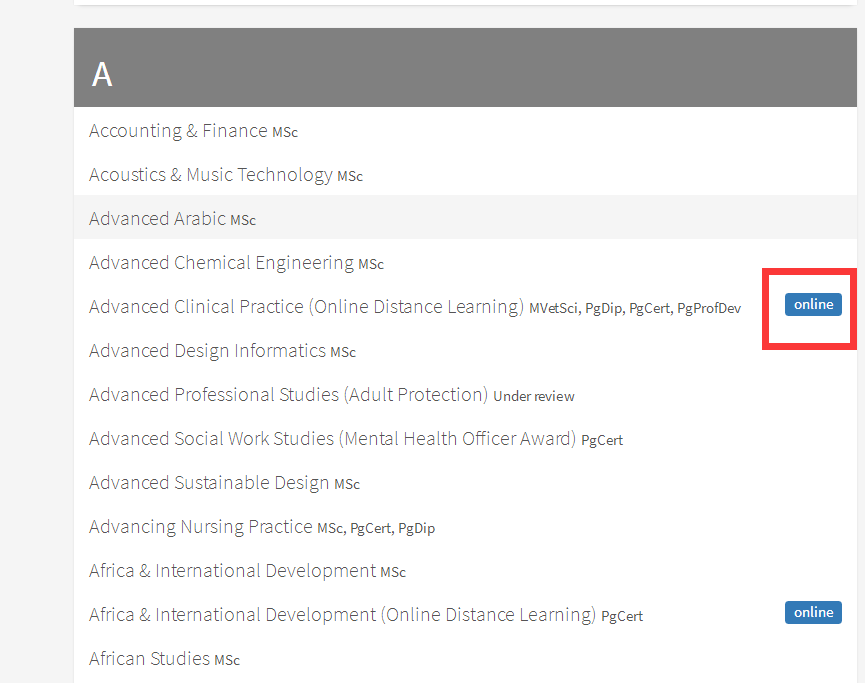 A
Accounting & Finance MSc
Acoustics & Music Technology MSc
Advanced Arabic MSc
Advanced Chemical Engineering MSc
Advanced Clinical Practice (Online Distance Learning) MVetSci, PgDip, PgCert, PgProfDev online
Advanced Design Informatics MSc
Advanced Professional Studies (Adult Protection) Under review
Advanced Social Work Studies (Mental Health Officer Award) PgCert
Advanced Sustainable Design MSc
Advancing Nursing Practice MSc, PgCert, PgDip
Africa & International Development MSc
Africa & International Development (Online Distance Learning) PgCert online
African Studies MSc